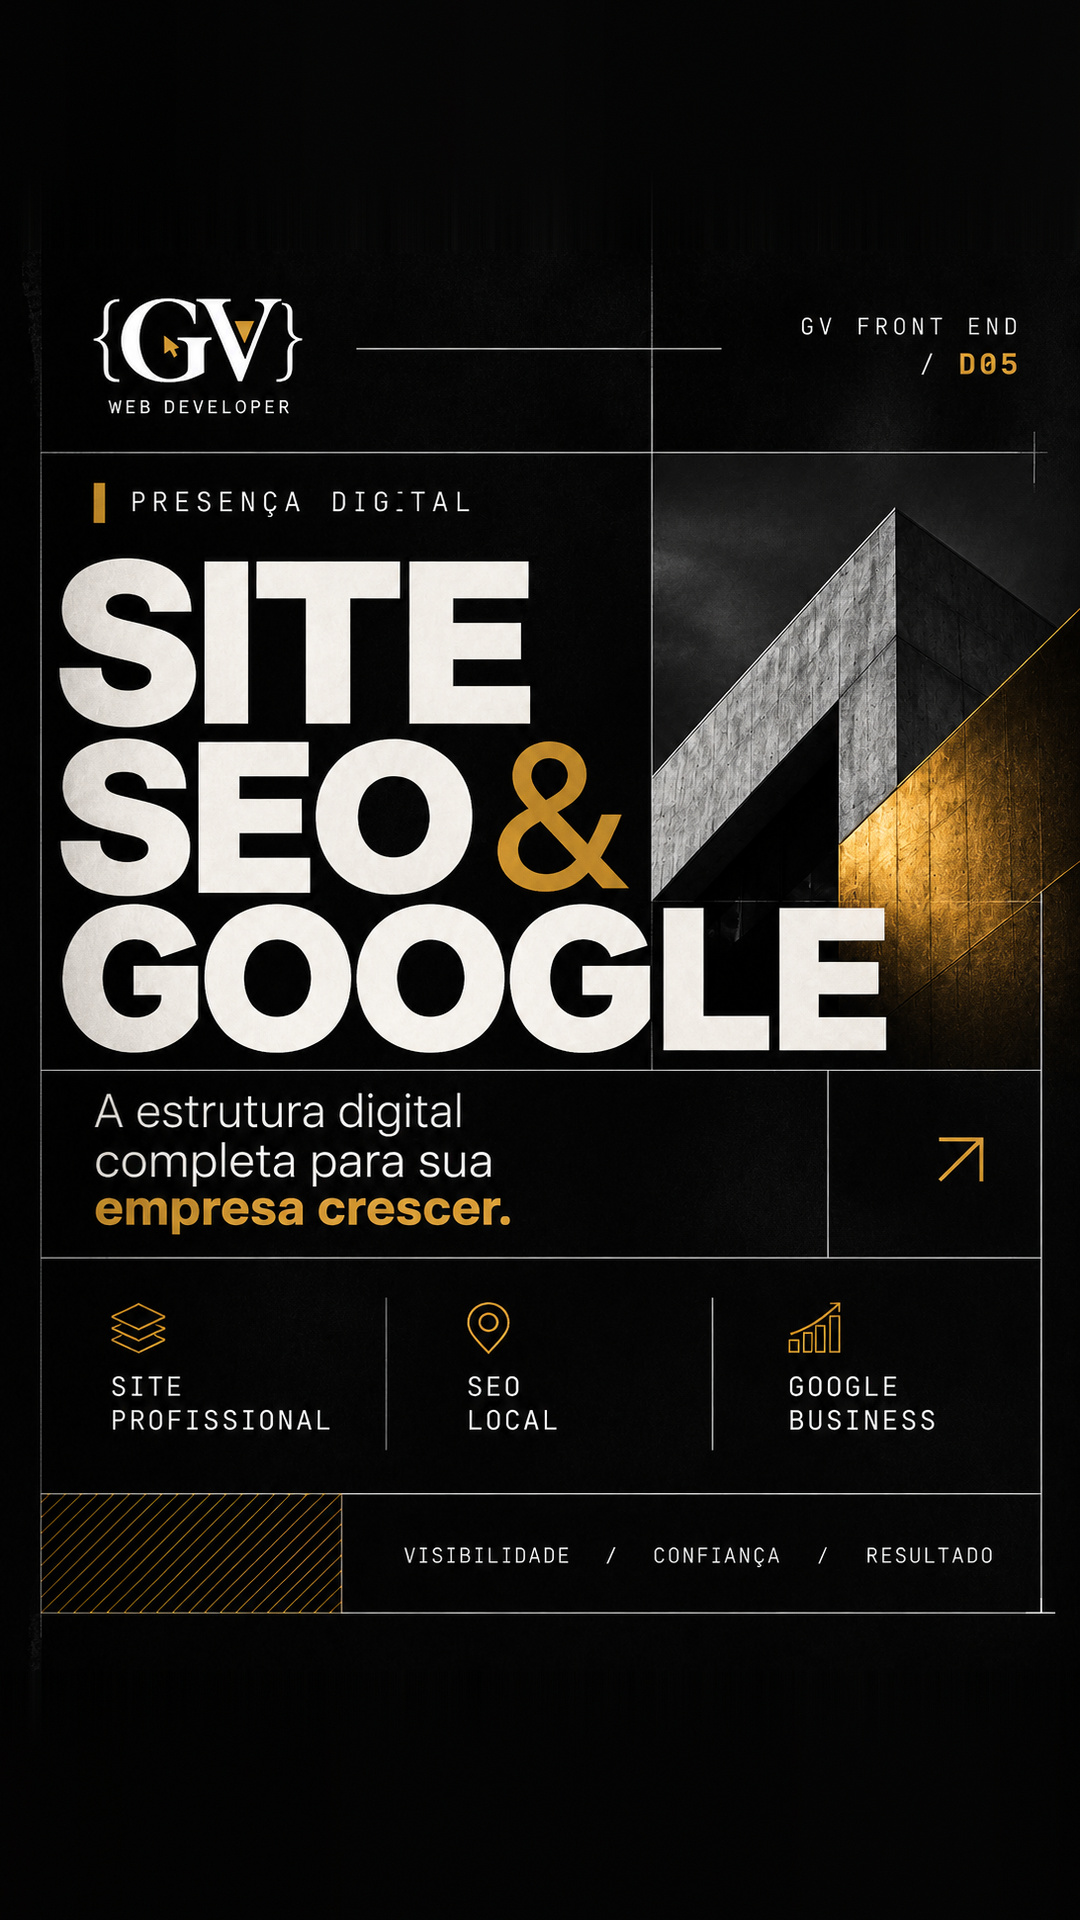 {GV}
WEB DEVELOPER
GV FRONT END
/ D05
PRESENÇA DIGITAL
SITE
SEO &
GOOGLE
A estrutura digital
completa para sua
empresa crescer.
SITE
PROFISSIONAL
SEO
LOCAL
GOOGLE
BUSINESS
VISIBILIDADE / CONFIANÇA / RESULTADO